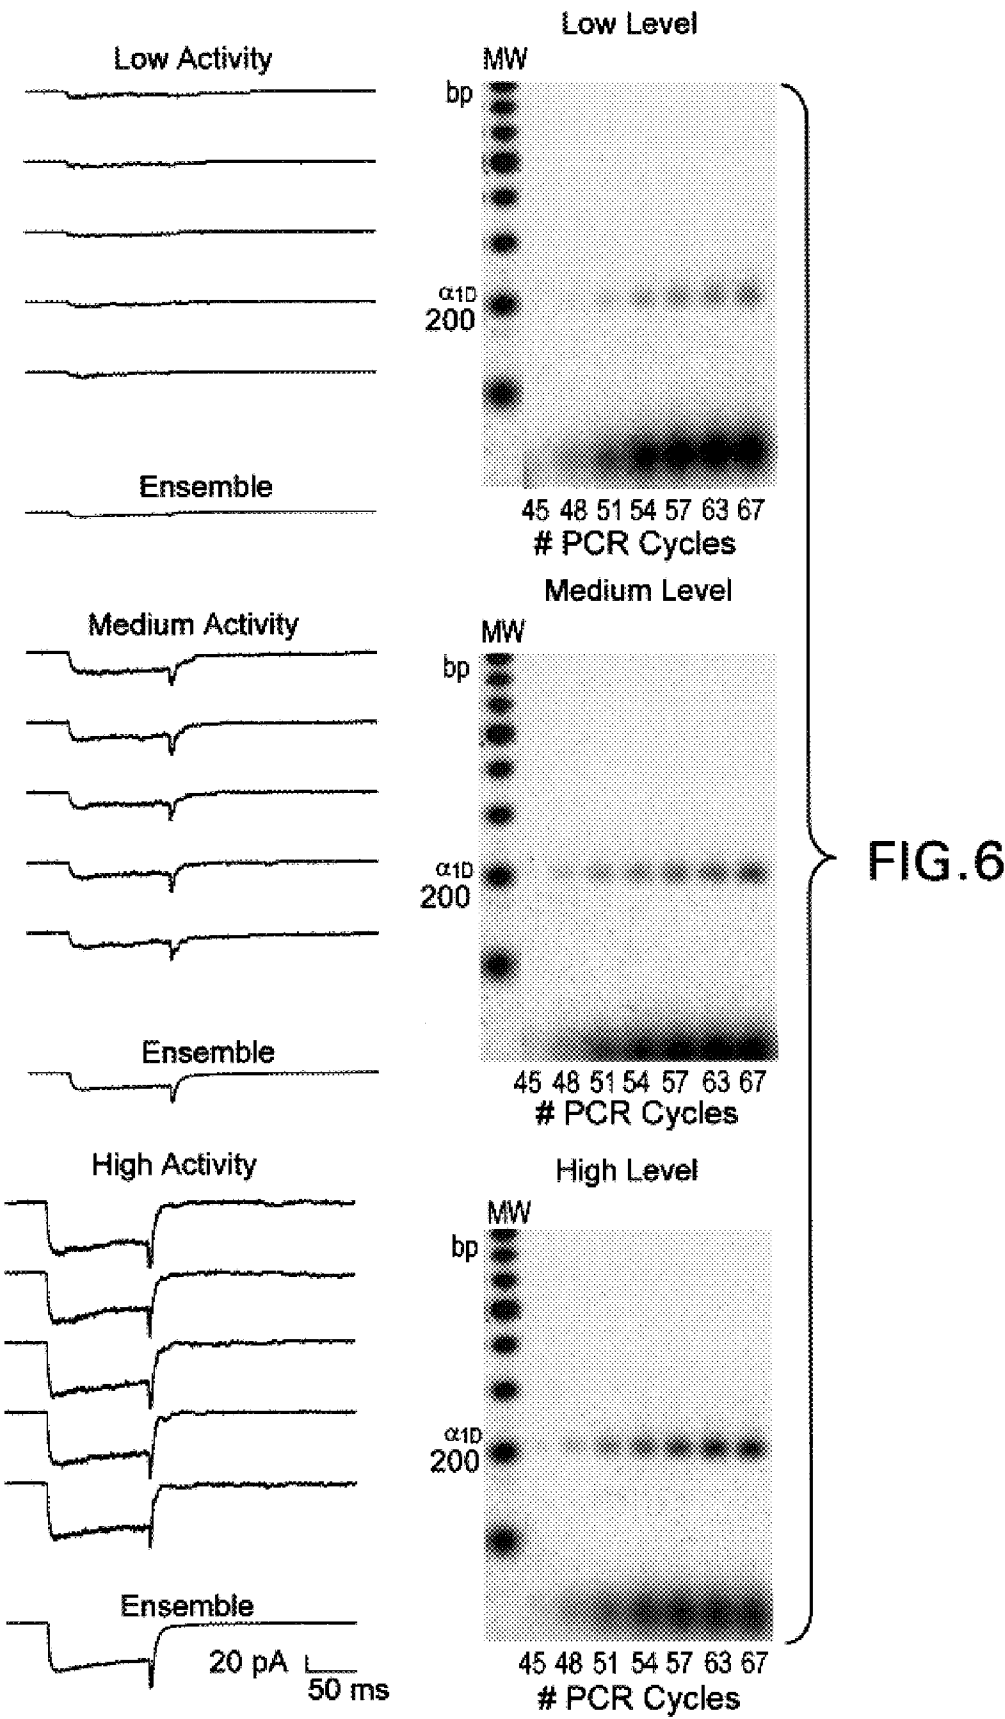 Low Activity
Ensemble
Low Level
MW
bp
α1D
200
45 48 51 54 57 63 67
# PCR Cycles
Medium Activity
Ensemble
Medium Level
MW
bp
α1D
200
45 48 51 54 57 63 67
# PCR Cycles
High Activity
Ensemble
20 pA
50 ms
High Level
MW
bp
α1D
200
45 48 51 54 57 63 67
# PCR Cycles
FIG.6